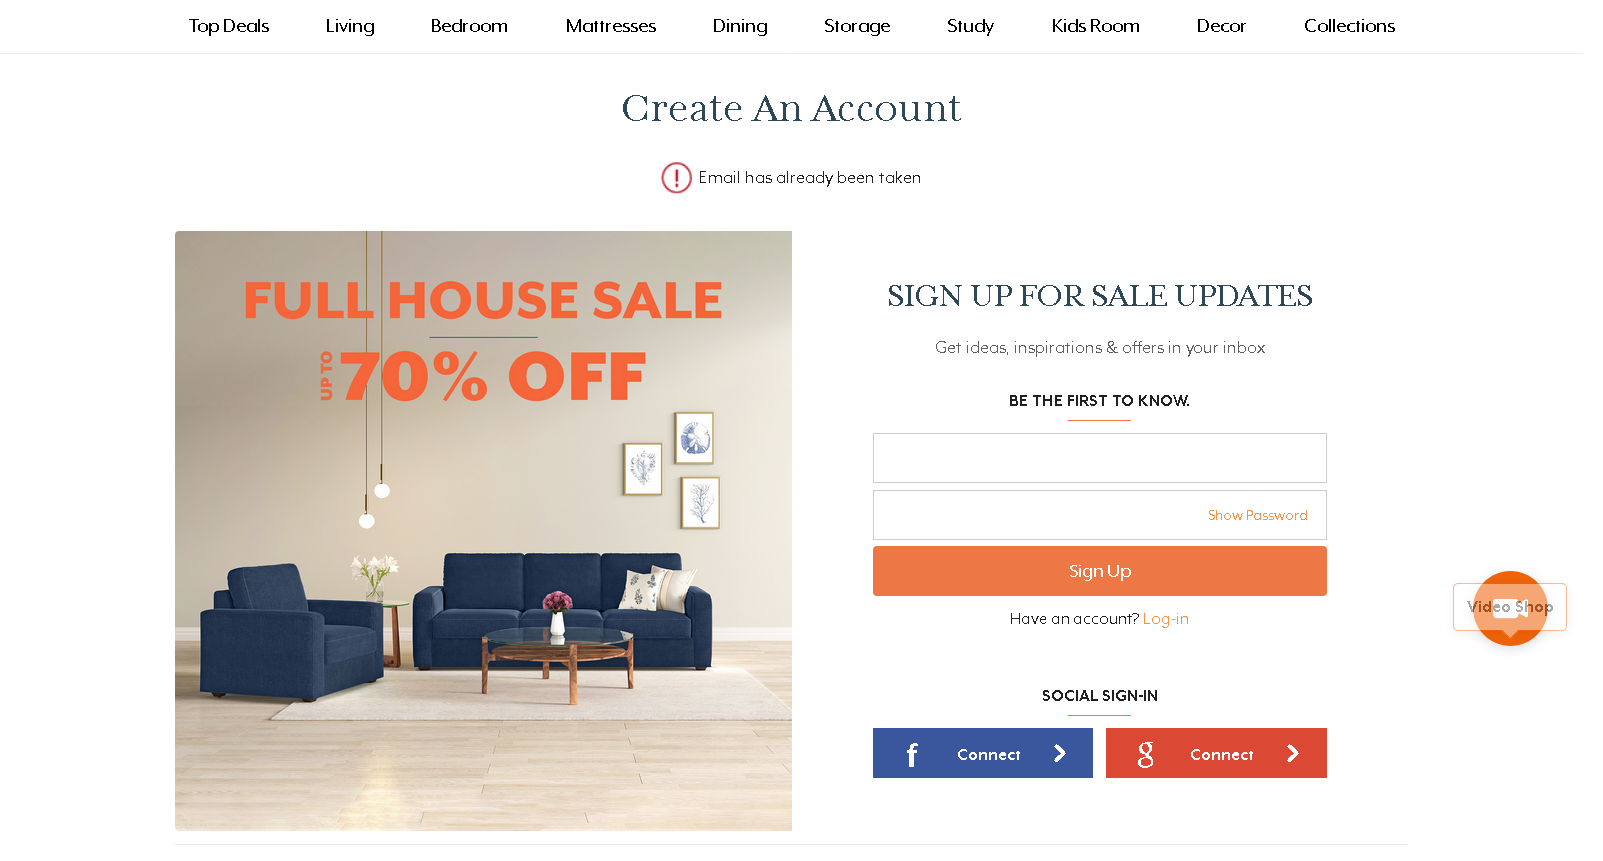 Top Deals Living Bedroom Mattresses Dining Storage Study Kids Room Decor Collections
Create An Account
Email has already been taken
FULL HOUSE SALE
UP TO 70% OFF
SIGN UP FOR SALE UPDATES
Get ideas, inspirations & offers in your inbox
BE THE FIRST TO KNOW.
Show Password
Sign Up
Have an account? Log-in
Video Shop
SOCIAL SIGN-IN
f Connect
g Connect